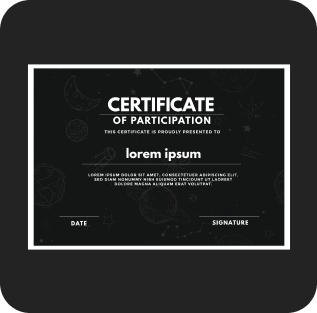 CERTIFICATE
OF PARTICIPATION
THIS CERTIFICATE IS PROUDLY PRESENTED TO
lorem ipsum
LOREM IPSUM DOLOR SIT AMET, CONSECTETUER ADIPISCING ELIT,
SED DIAM NONUMMY NIBH EUISMOD TINCIDUNT UT LAOREET
DOLORE MAGNA ALIQUAM ERAT VOLUTPAT.
DATE
SIGNATURE